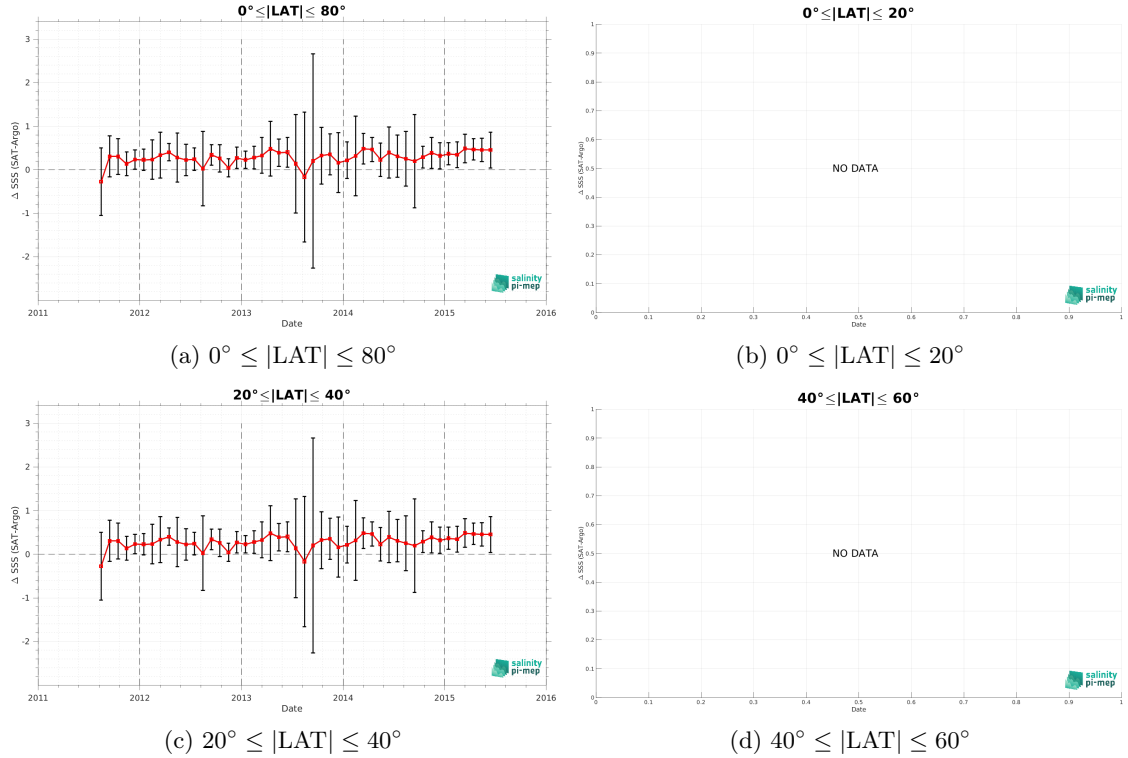 0°≤|LAT|≤ 80°
Δ SSS (SAT-Argo)
3
2
1
0
-1
-2
2011 2012 2013 2014 2015 2016
Date
salinity
pi-mep
(a) 0° ≤ |LAT| ≤ 80°
0°≤|LAT|≤ 20°
Δ SSS (SAT-Argo)
1
0.9
0.8
0.7
0.6
0.5
0.4
0.3
0.2
0.1
0
NO DATA
0 0.1 0.2 0.3 0.4 0.5 0.6 0.7 0.8 0.9 1
Date
salinity
pi-mep
(b) 0° ≤ |LAT| ≤ 20°
20°≤|LAT|≤ 40°
Δ SSS (SAT-Argo)
3
2
1
0
-1
-2
2011 2012 2013 2014 2015 2016
Date
salinity
pi-mep
(c) 20° ≤ |LAT| ≤ 40°
40°≤|LAT|≤ 60°
Δ SSS (SAT-Argo)
1
0.9
0.8
0.7
0.6
0.5
0.4
0.3
0.2
0.1
0
NO DATA
0 0.1 0.2 0.3 0.4 0.5 0.6 0.7 0.8 0.9 1
Date
salinity
pi-mep
(d) 40° ≤ |LAT| ≤ 60°